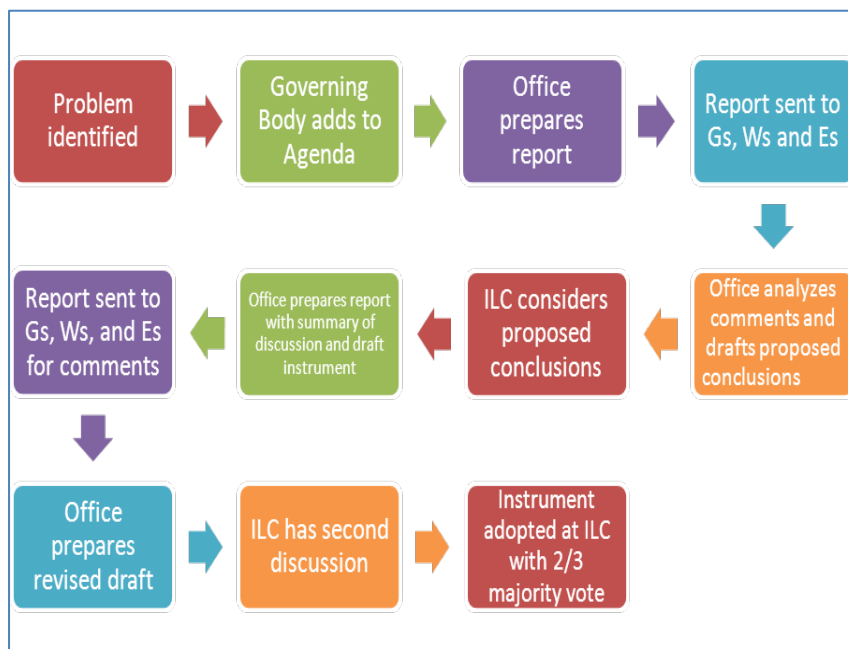 Problem
identified
Governing
Body adds to
Agenda
Office
prepares
report
Report sent to
Gs, Ws and Es
Office analyzes
comments and
drafts proposed
conclusions
ILC considers
proposed
conclusions
Office prepares report
with summary of
discussion and draft
instrument
Report sent to
Gs, Ws, and Es
for comments
Office
prepares
revised draft
ILC has second
discussion
Instrument
adopted at ILC
with 2/3
majority vote